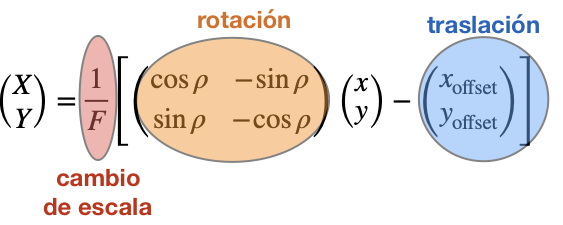 rotación
traslación
(X Y) = 1/F [ (cos ρ −sin ρ sin ρ −cos ρ) (x y) − (x_offset y_offset) ]
cambio
de escala